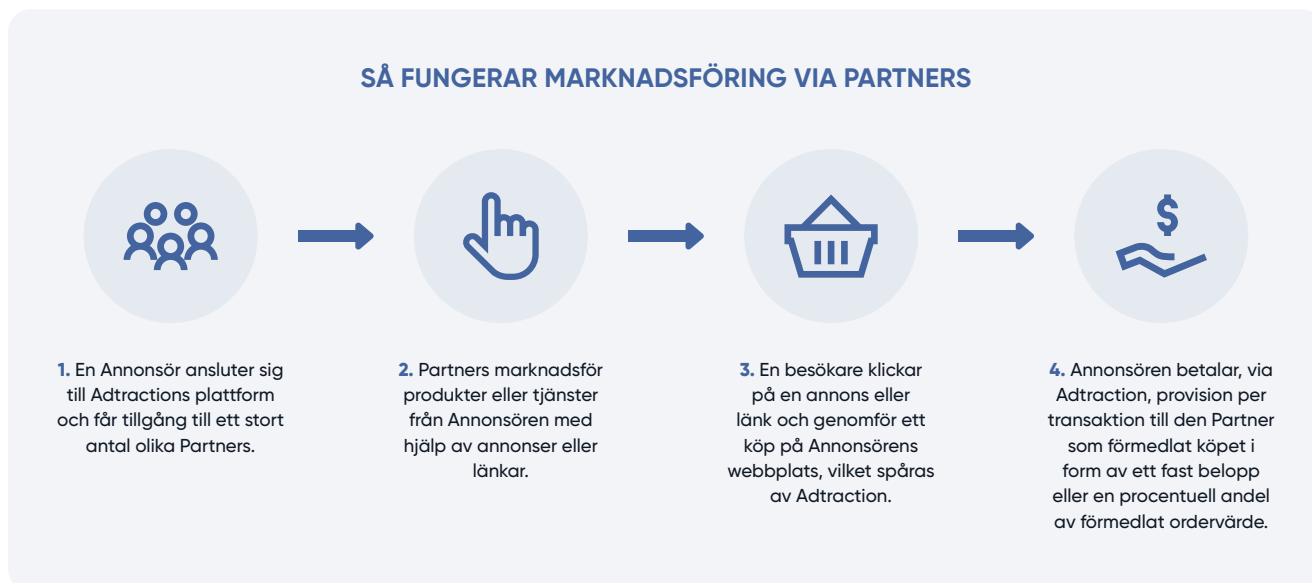 SÅ FUNGERAR MARKNADSFÖRING VIA PARTNERS
1. En Annonsör ansluter sig
till Adtractions plattform
och får tillgång till ett stort
antal olika Partners.
2. Partners marknadsför
produkter eller tjänster
från Annonsören med
hjälp av annonser eller
länkar.
3. En besökare klickar
på en annons eller
länk och genomför ett
köp på Annonsörens
webbplats, vilket spåras
av Adtraction.
4. Annonsören betalar, via
Adtraction, provision per
transaktion till den Partner
som förmedlat köpet i
form av ett fast belopp
eller en procentuell andel
av förmedlat ordervärde.